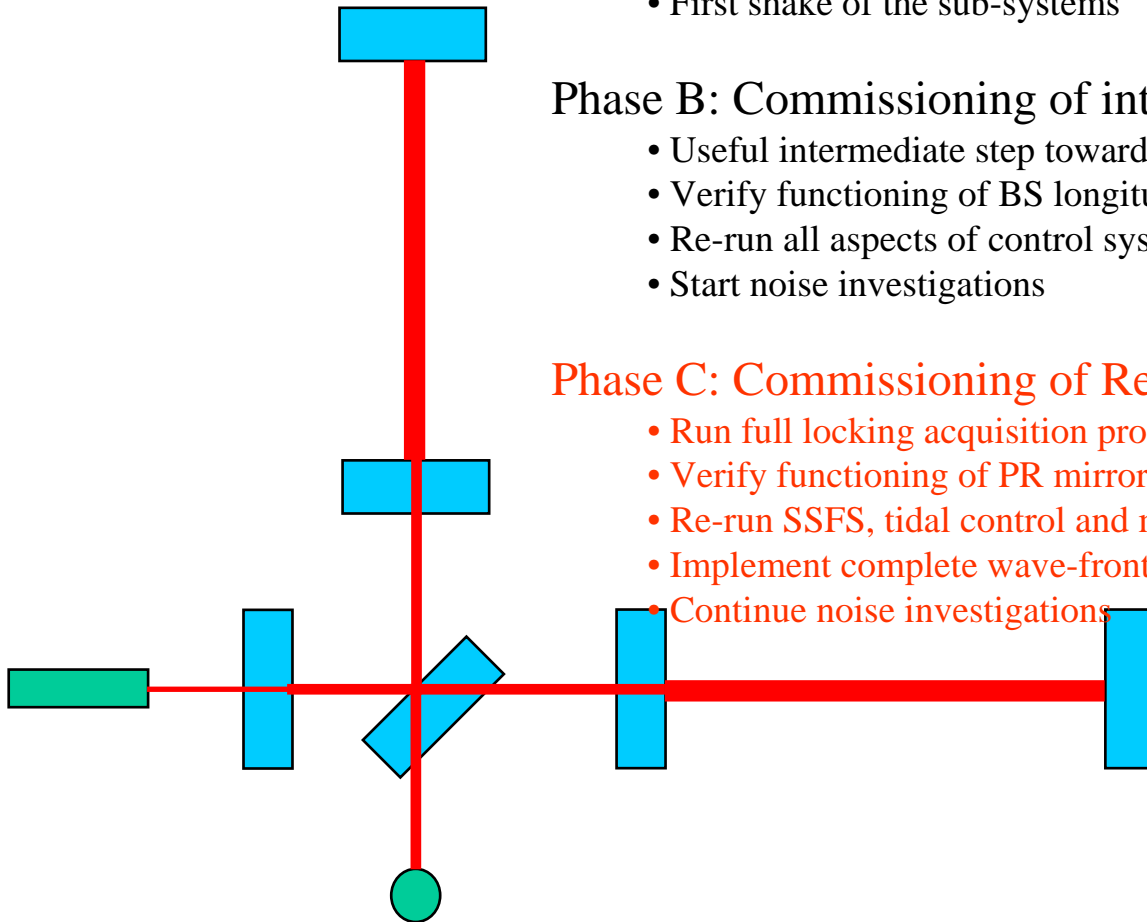 • First shake of the sub-systems
Phase B: Commissioning of int
• Useful intermediate step toward
• Verify functioning of BS longitu
• Re-run all aspects of control sys
• Start noise investigations
Phase C: Commissioning of Re
• Run full locking acquisition pro
• Verify functioning of PR mirror
• Re-run SSFS, tidal control and
• Implement complete wave-front
• Continue noise investigations